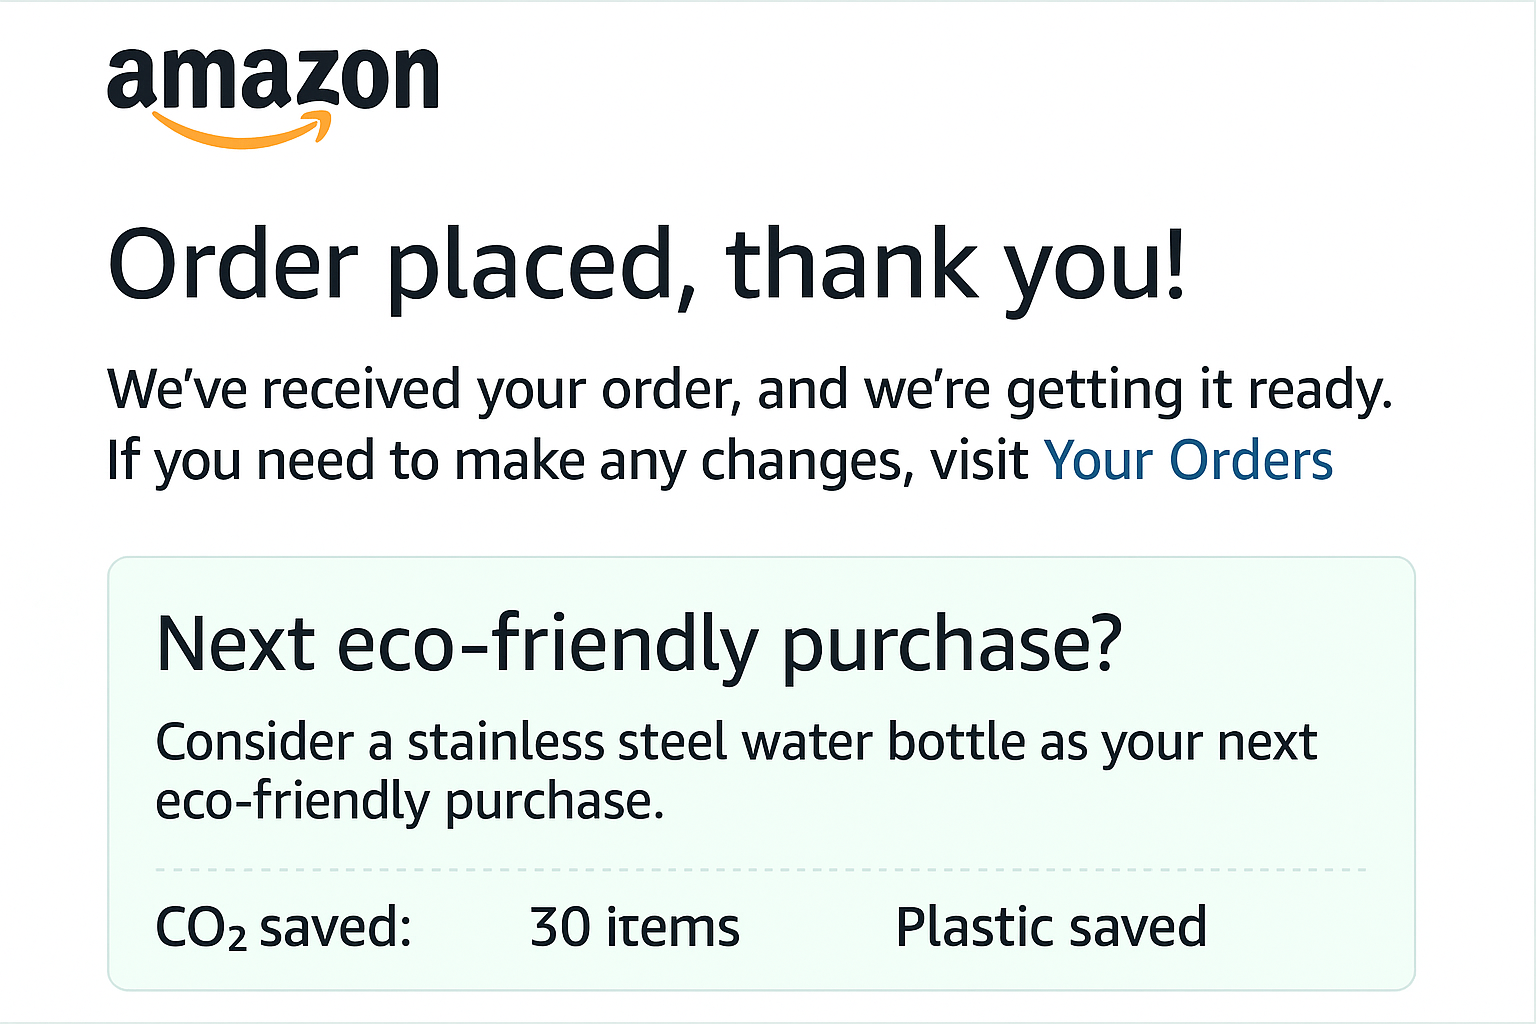 amazon
Order placed, thank you!
We’ve received your order, and we’re getting it ready.
If you need to make any changes, visit Your Orders
Next eco-friendly purchase?
Consider a stainless steel water bottle as your next
eco-friendly purchase.
CO₂ saved: 30 items Plastic saved